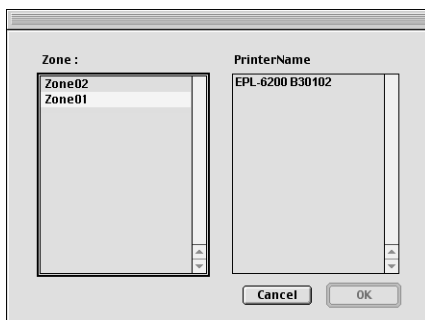 Zone :
Zone02
Zone01
PrinterName
EPL-6200 B30102
Cancel
OK